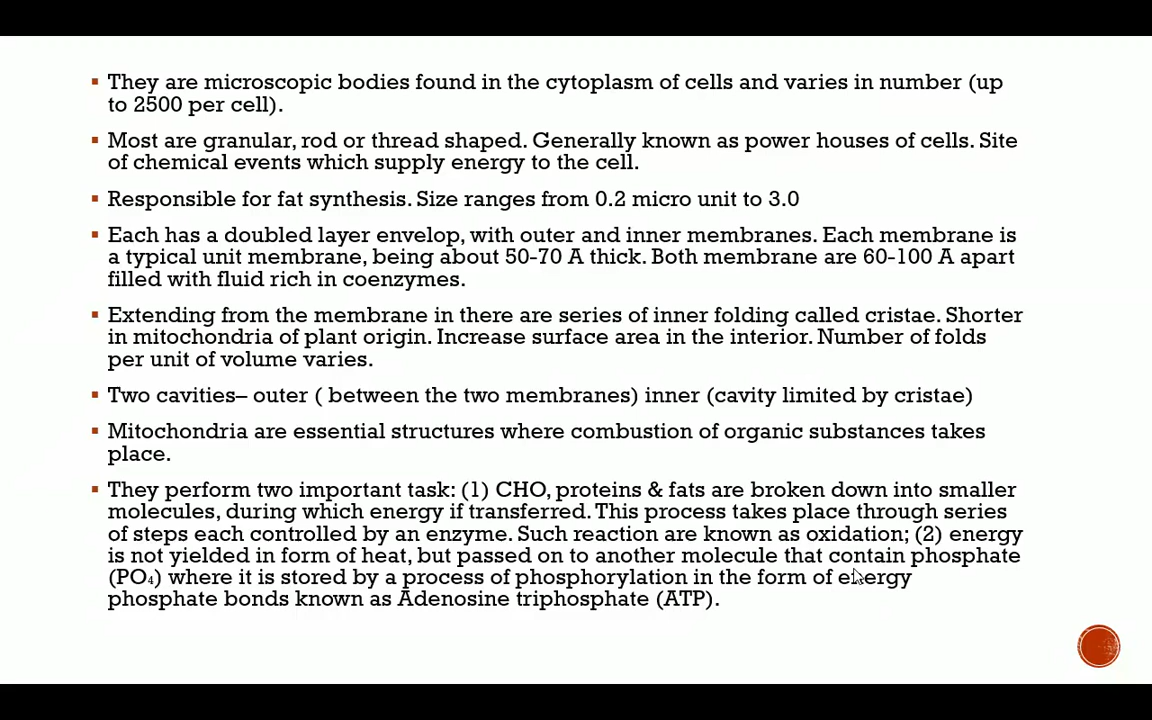 ▪ They are microscopic bodies found in the cytoplasm of cells and varies in number (up
to 2500 per cell).
▪ Most are granular, rod or thread shaped. Generally known as power houses of cells. Site
of chemical events which supply energy to the cell.
▪ Responsible for fat synthesis. Size ranges from 0.2 micro unit to 3.0
▪ Each has a doubled layer envelop, with outer and inner membranes. Each membrane is
a typical unit membrane, being about 50-70 A thick. Both membrane are 60-100 A apart
filled with fluid rich in coenzymes.
▪ Extending from the membrane in there are series of inner folding called cristae. Shorter
in mitochondria of plant origin. Increase surface area in the interior. Number of folds
per unit of volume varies.
▪ Two cavities– outer ( between the two membranes) inner (cavity limited by cristae)
▪ Mitochondria are essential structures where combustion of organic substances takes
place.
▪ They perform two important task: (1) CHO, proteins & fats are broken down into smaller
molecules, during which energy if transferred. This process takes place through series
of steps each controlled by an enzyme. Such reaction are known as oxidation; (2) energy
is not yielded in form of heat, but passed on to another molecule that contain phosphate
(PO₄) where it is stored by a process of phosphorylation in the form of energy
phosphate bonds known as Adenosine triphosphate (ATP).